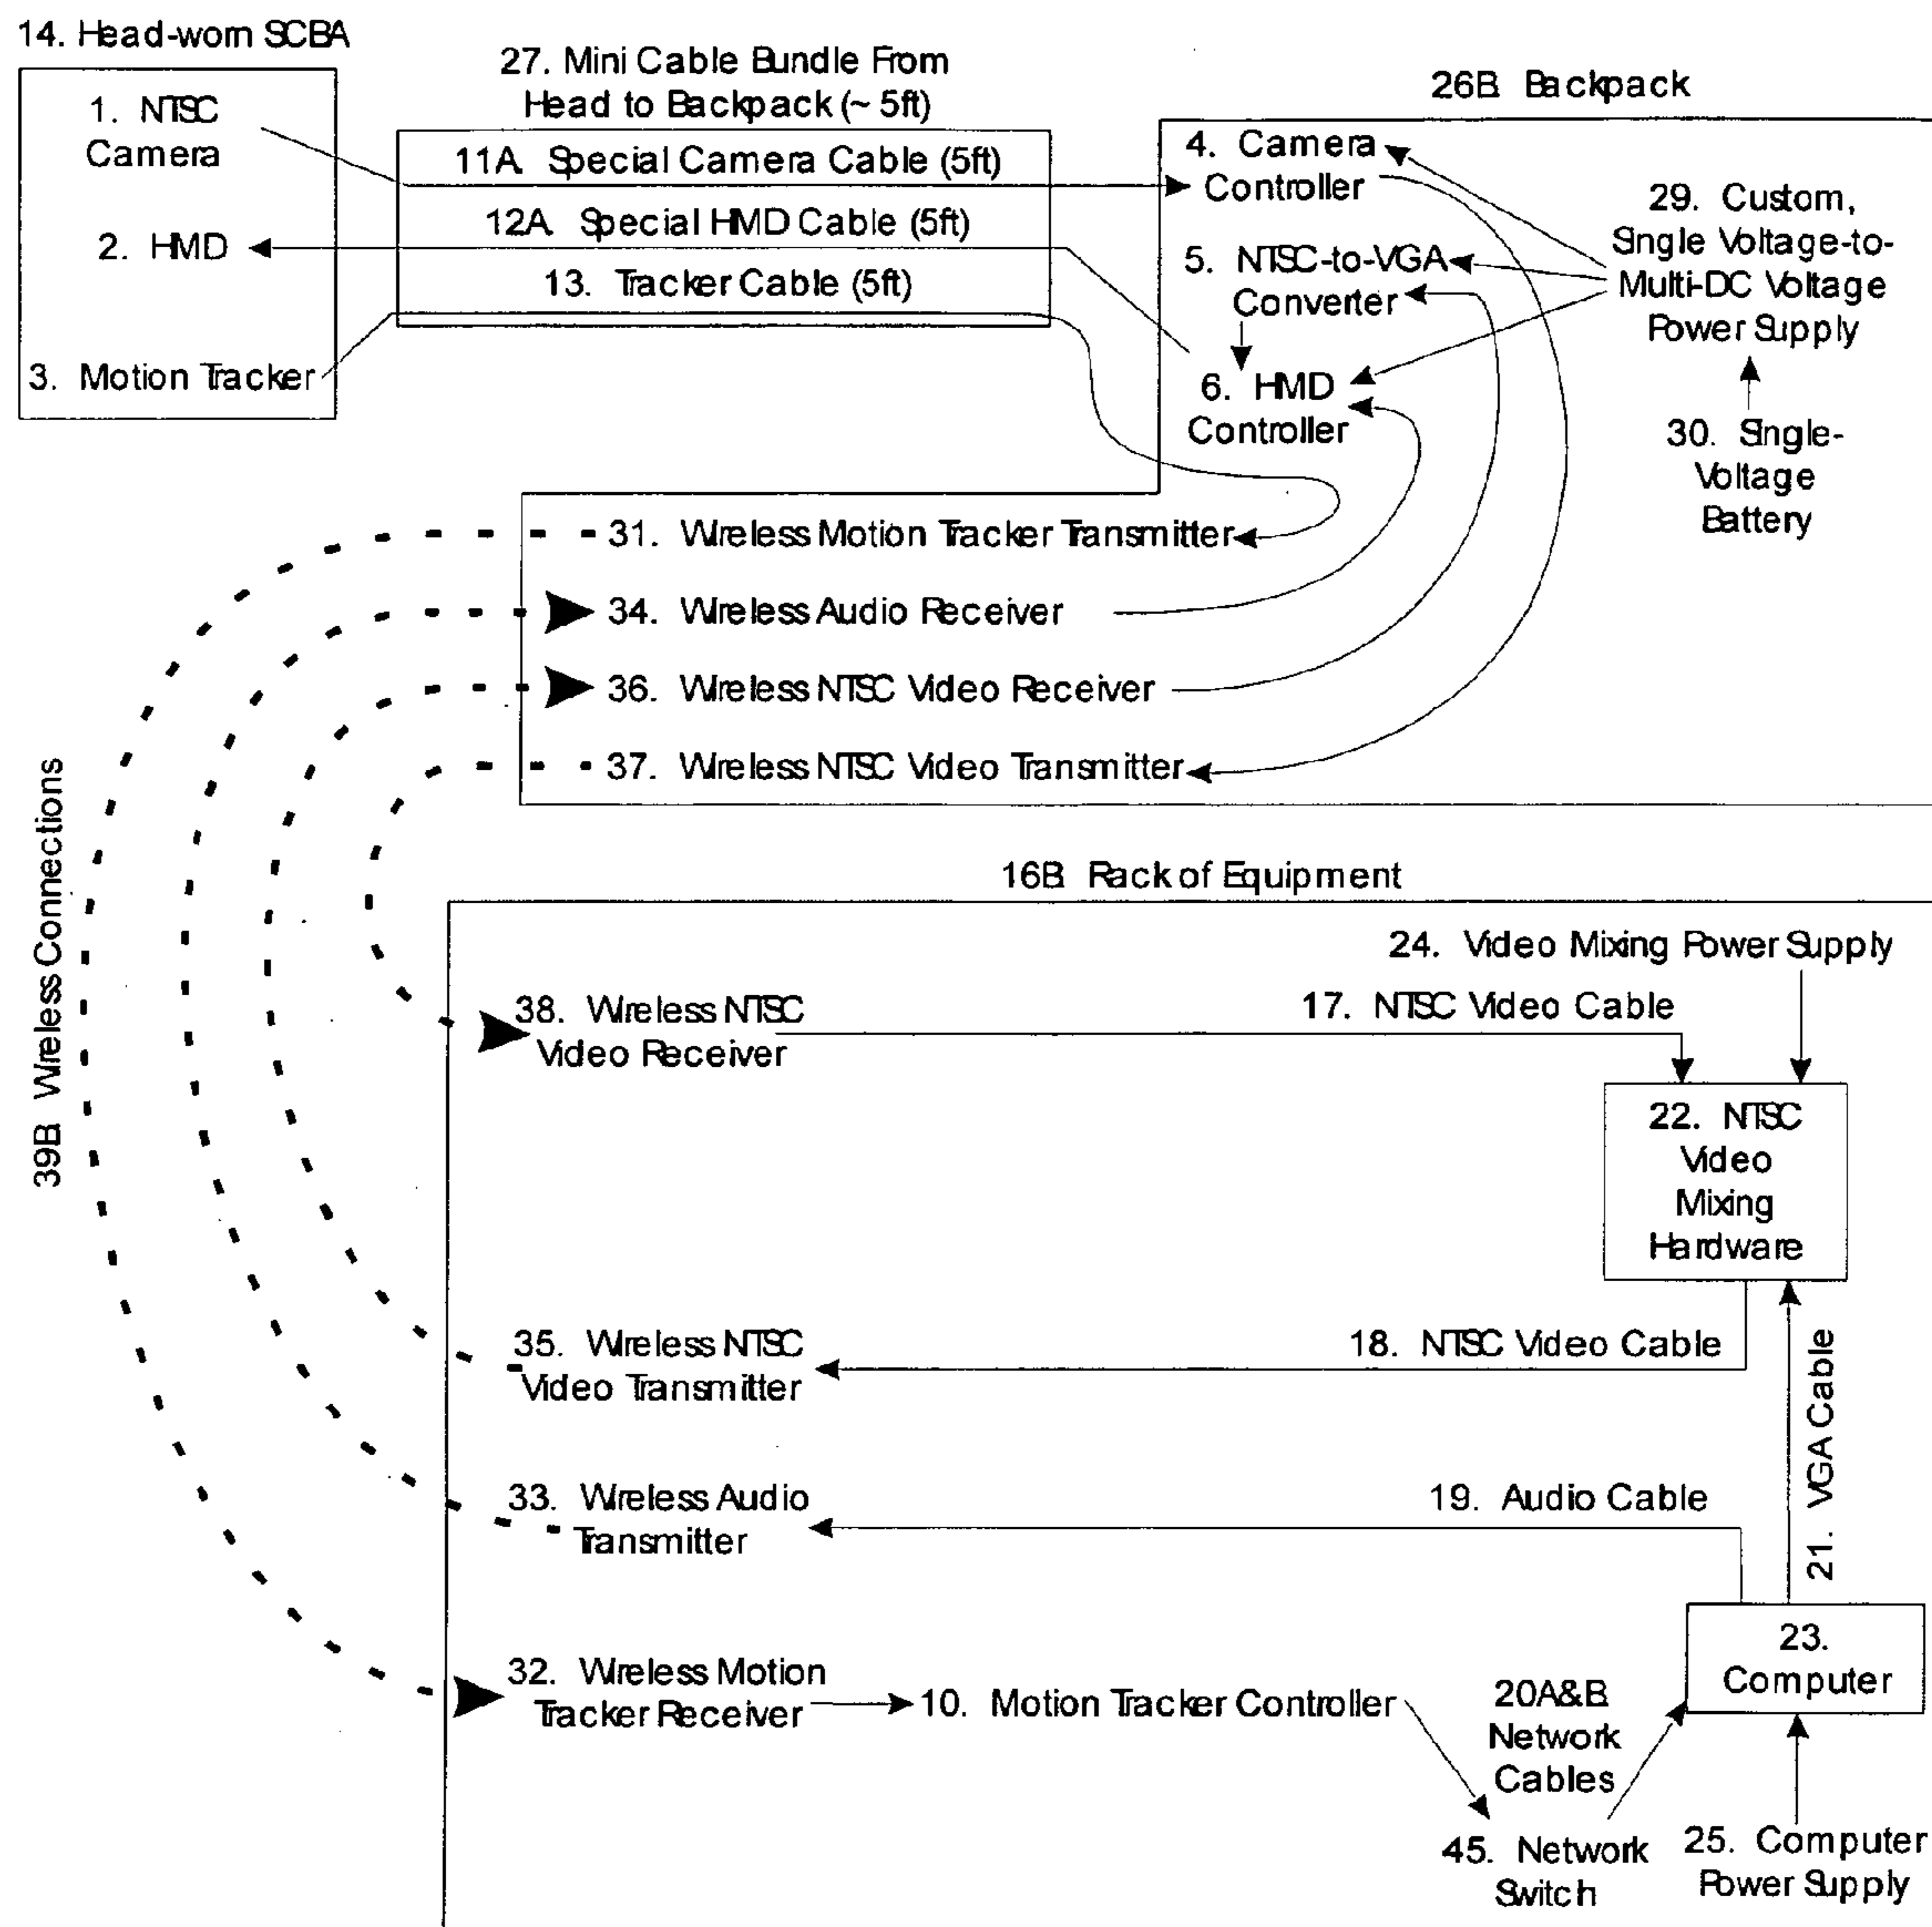 14. Head-worn SCBA
1. NTSC
Camera
2. HMD
3. Motion Tracker
27. Mini Cable Bundle From
Head to Backpack (~ 5ft)
11A. Special Camera Cable (5ft)
12A. Special HMD Cable (5ft)
13. Tracker Cable (5ft)
26B. Backpack
4. Camera
Controller
5. NTSC-to-VGA
Converter
6. HMD
Controller
29. Custom,
Single Voltage-to-
Multi-DC Voltage
Power Supply
30. Single-
Voltage
Battery
31. Wireless Motion Tracker Transmitter
34. Wireless Audio Receiver
36. Wireless NTSC Video Receiver
37. Wireless NTSC Video Transmitter
39B. Wireless Connections
16B. Rack of Equipment
24. Video Mixing Power Supply
38. Wireless NTSC
Video Receiver
17. NTSC Video Cable
22. NTSC
Video
Mixing
Hardware
35. Wireless NTSC
Video Transmitter
18. NTSC Video Cable
21. VGA Cable
33. Wireless Audio
Transmitter
19. Audio Cable
23.
Computer
32. Wireless Motion
Tracker Receiver
10. Motion Tracker Controller
20A&B.
Network
Cables
45. Network
Switch
25. Computer
Power Supply